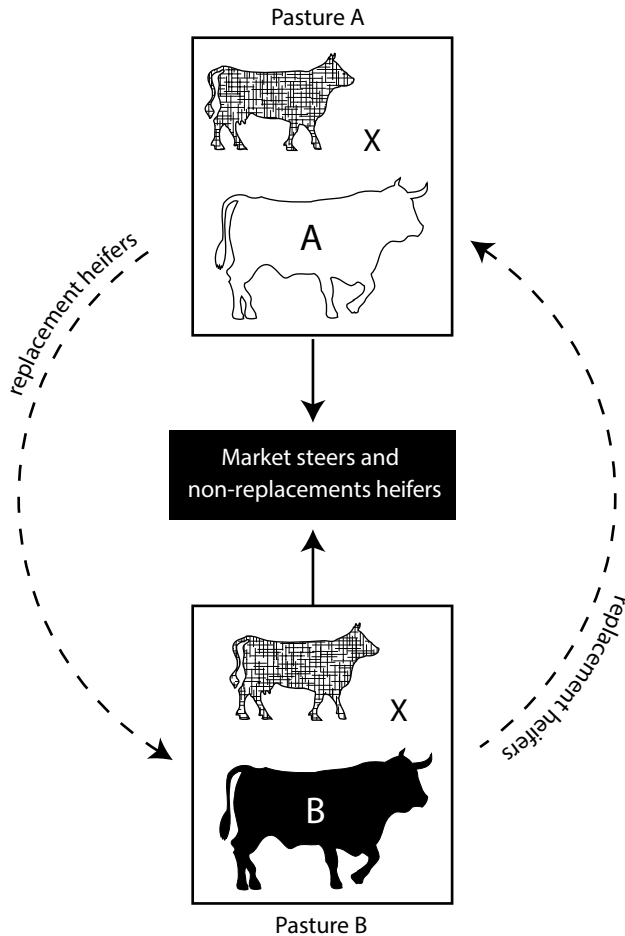 Pasture A
X
A
replacement heifers
Market steers and
non-replacements heifers
replacement heifers
X
B
Pasture B